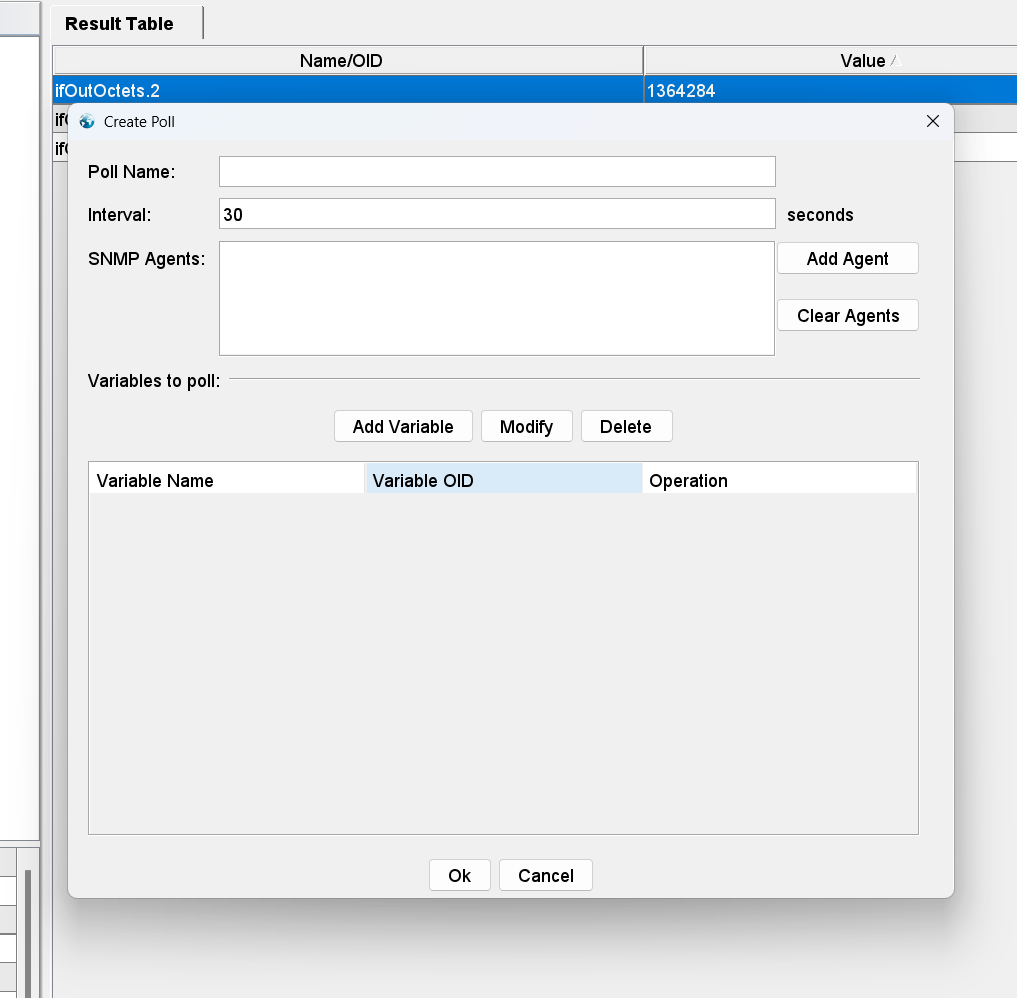 Result Table
Name/OID Value
ifOutOctets.2 1364284
Create Poll
Poll Name:
Interval: 30 seconds
SNMP Agents: Add Agent
Clear Agents
Variables to poll:
Add Variable Modify Delete
Variable Name Variable OID Operation
Ok Cancel